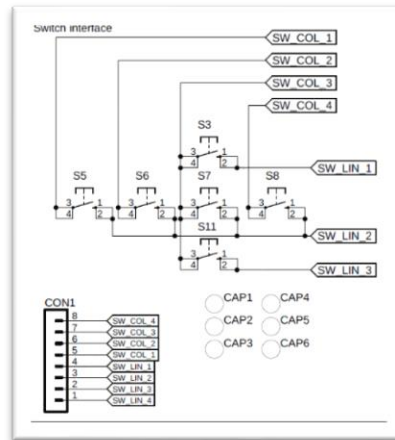 Switch interface
SW_COL_1
SW_COL_2
SW_COL_3
SW_COL_4
S3
3 1
4 2
SW_LIN_1
S5 S6 S7 S8
3 1 3 1 3 1 3 1
4 2 4 2 4 2 4 2
SW_LIN_2
S11
3 1
4 2
SW_LIN_3
CON1
8 SW_COL_4
7 SW_COL_3
6 SW_COL_2
5 SW_COL_1
4 SW_LIN_1
3 SW_LIN_2
2 SW_LIN_3
1 SW_LIN_4
CAP1 CAP4
CAP2 CAP5
CAP3 CAP6